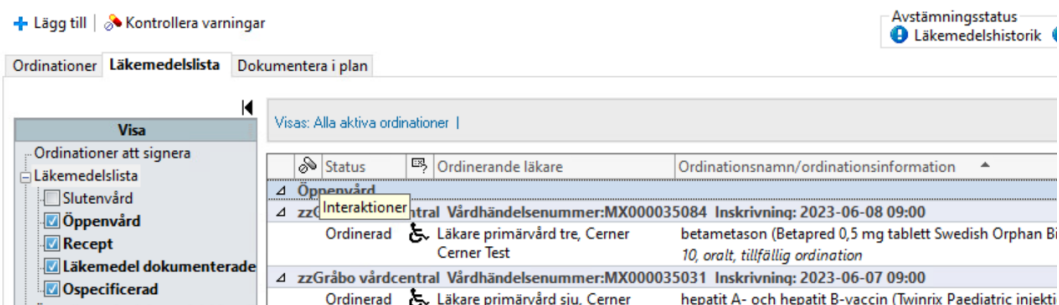 Lägg till | Kontrollera varningar
Avstämningsstatus
Läkemedelshistorik
Ordinationer Läkemedelslista Dokumentera i plan
Visa
Visas: Alla aktiva ordinationer |
Ordinationer att signera
Läkemedelslista
Slutenvård
Öppenvård
Recept
Läkemedel dokumenterade
Ospecificerad
Status Ordinerande läkare Ordinationsnamn/ordinationsinformation
Öppenvård
Interaktioner
Vårdhändelsenummer:MX000035084 Inskrivning: 2023-06-08 09:00
Ordinerad Läkare primärvård tre, Cerner betametason (Betapred 0,5 mg tablett Swedish Orphan
Cerner Test 10, oralt, tillfällig ordination
zzGråbo vårdcentral Vårdhändelsenummer:MX000035031 Inskrivning: 2023-06-07 09:00
Ordinerad Läkare primärvård sju, Cerner hepatit A- och hepatit B-vaccin (Twinrix Paediatric injekti